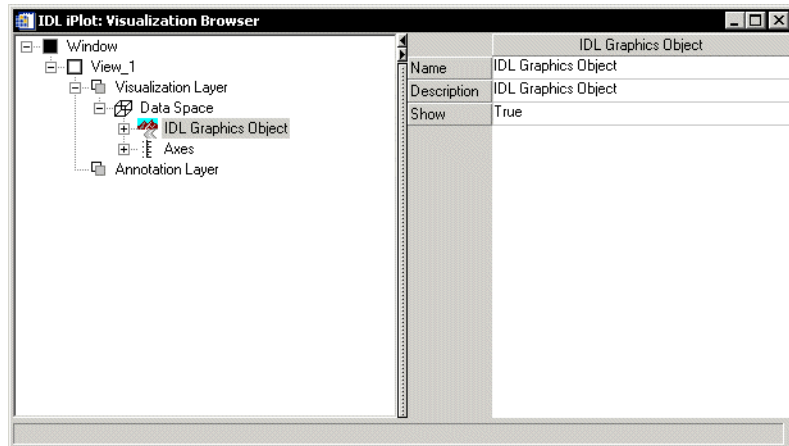 IDL iPlot: Visualization Browser
Window
View_1
Visualization Layer
Data Space
IDL Graphics Object
Axes
Annotation Layer
IDL Graphics Object
Name IDL Graphics Object
Description IDL Graphics Object
Show True